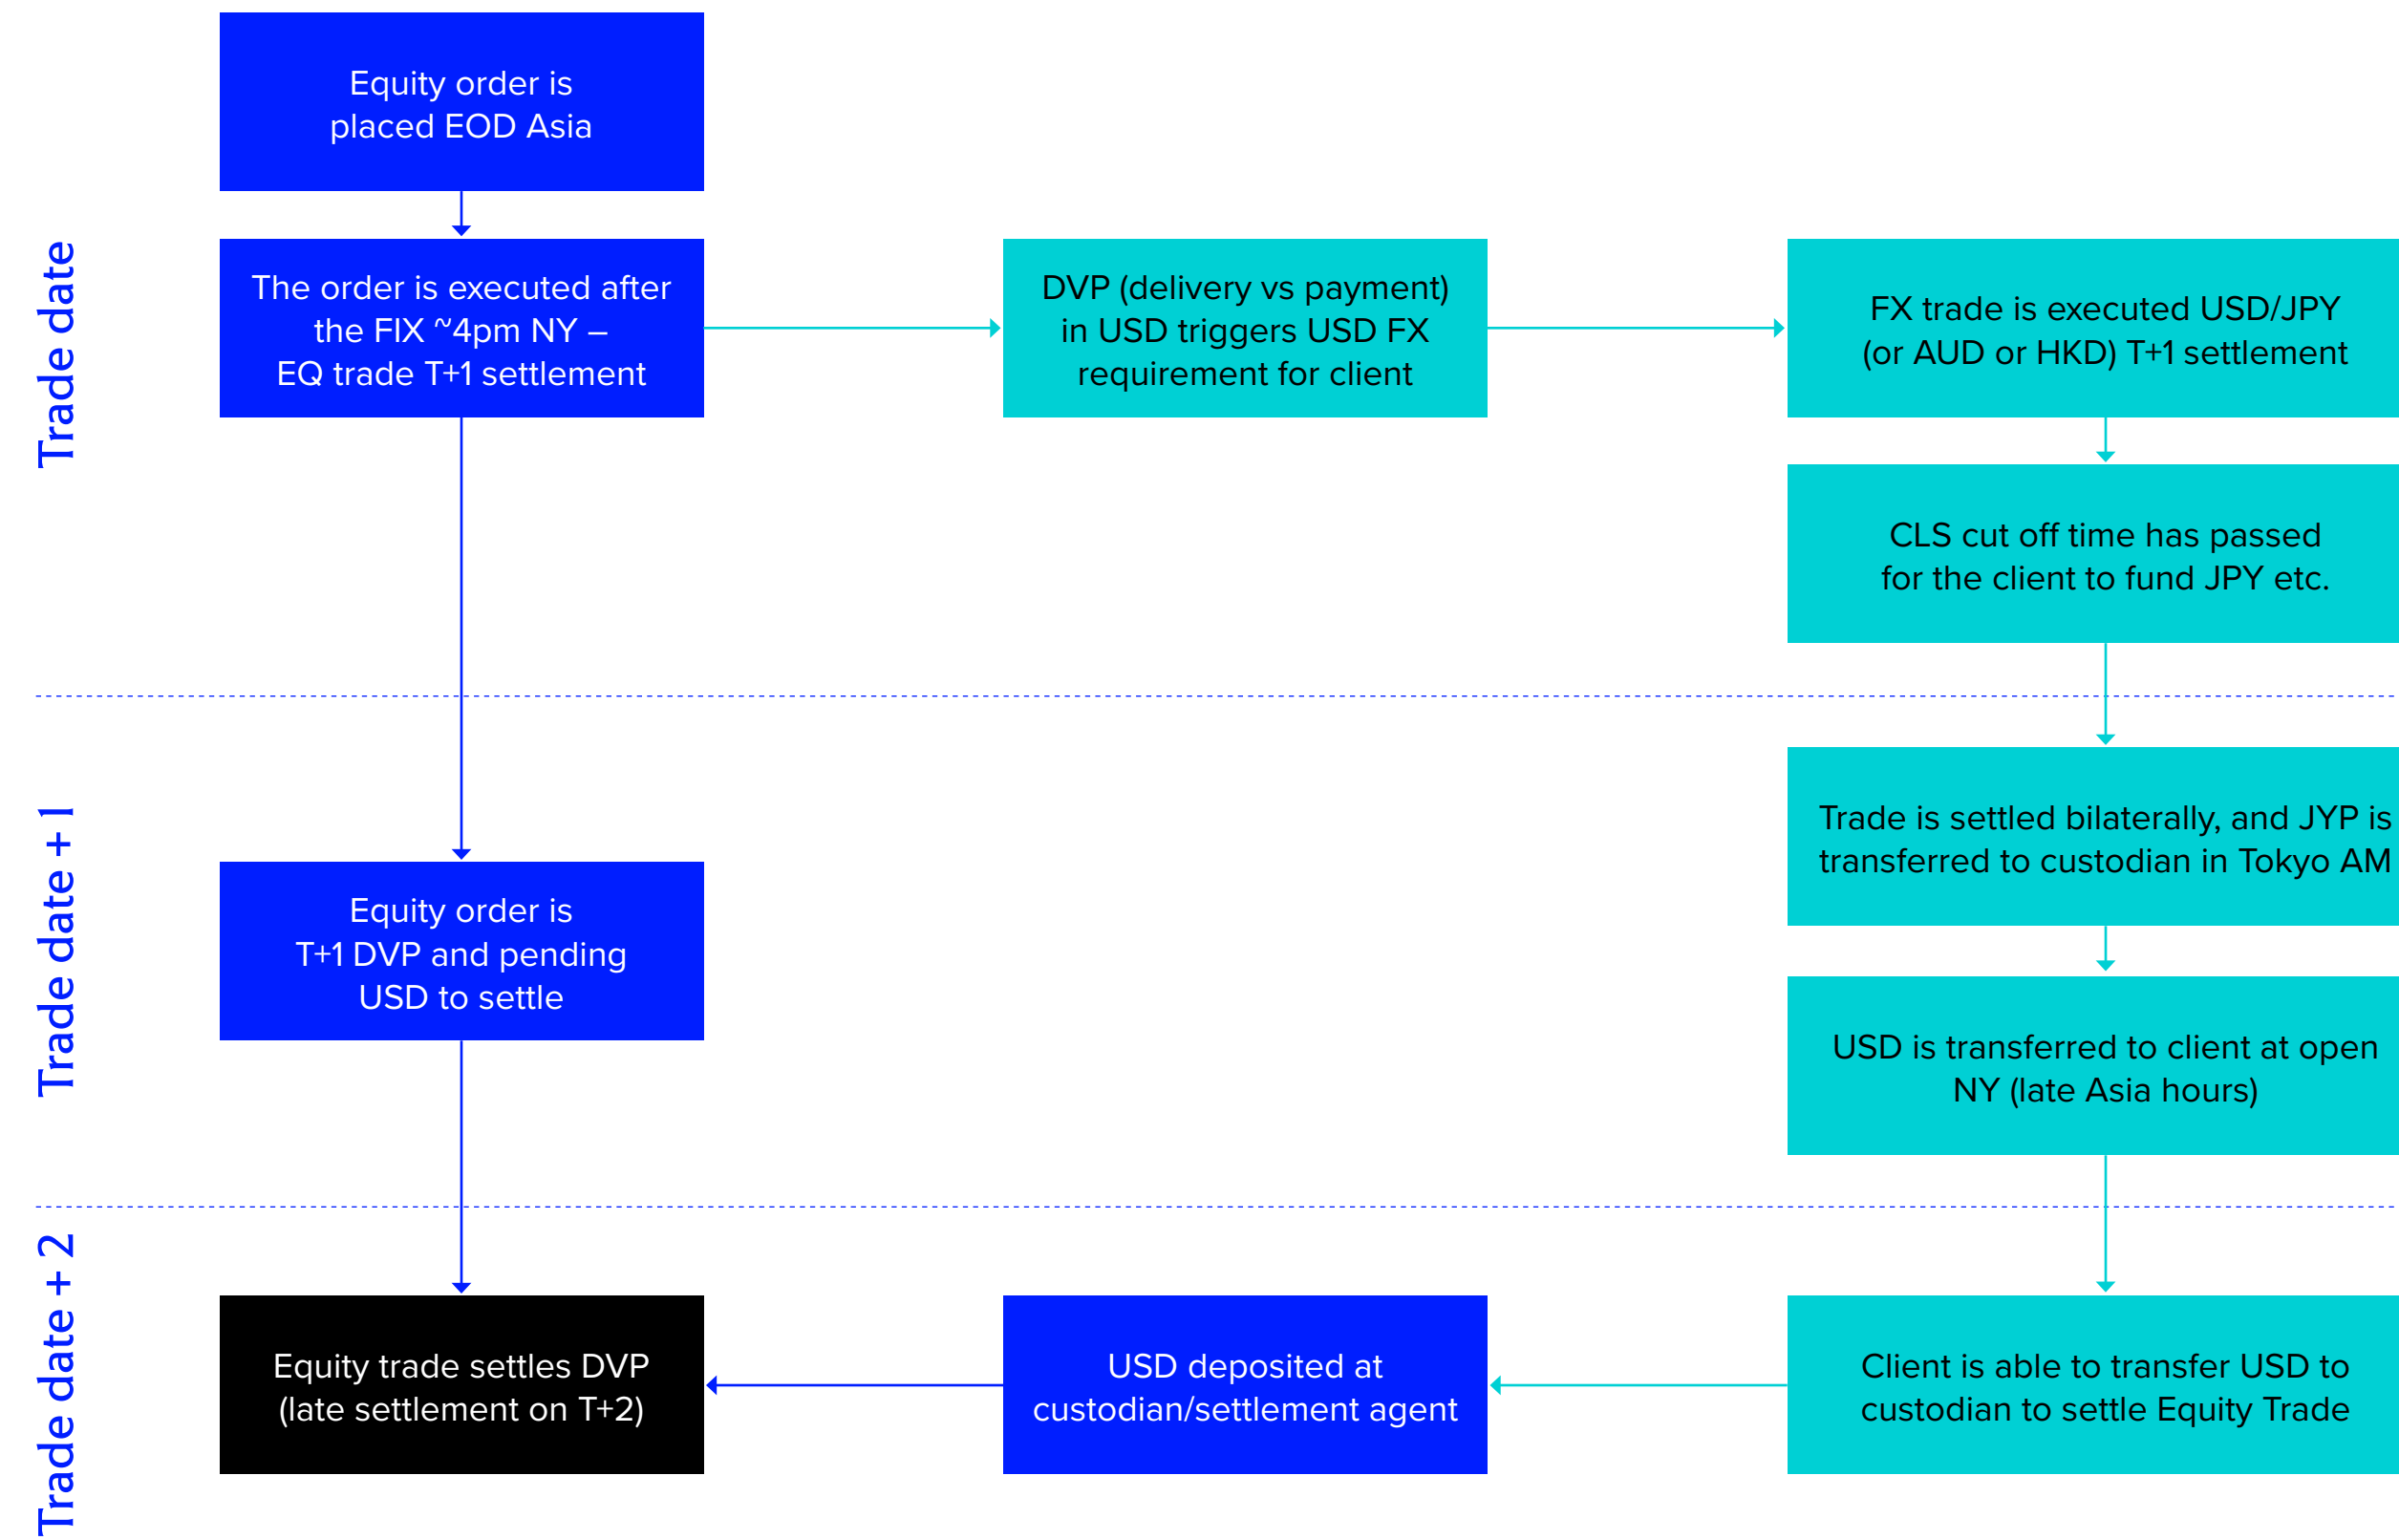 Trade date
Equity order is
placed EOD Asia
The order is executed after
the FIX ~4pm NY –
EQ trade T+1 settlement
DVP (delivery vs payment)
in USD triggers USD FX
requirement for client
FX trade is executed USD/JPY
(or AUD or HKD) T+1 settlement
CLS cut off time has passed
for the client to fund JPY etc.
Trade date + 1
Equity order is
T+1 DVP and pending
USD to settle
Trade is settled bilaterally, and JYP is
transferred to custodian in Tokyo AM
USD is transferred to client at open
NY (late Asia hours)
Trade date + 2
Equity trade settles DVP
(late settlement on T+2)
USD deposited at
custodian/settlement agent
Client is able to transfer USD to
custodian to settle Equity Trade